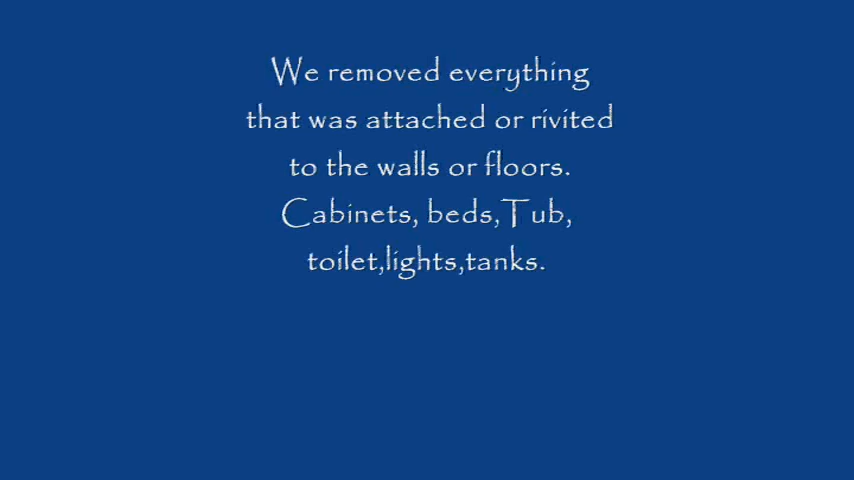 We removed everything
that was attached or rivited
to the walls or floors.
Cabinets, beds,Tub,
toilet,lights,tanks.